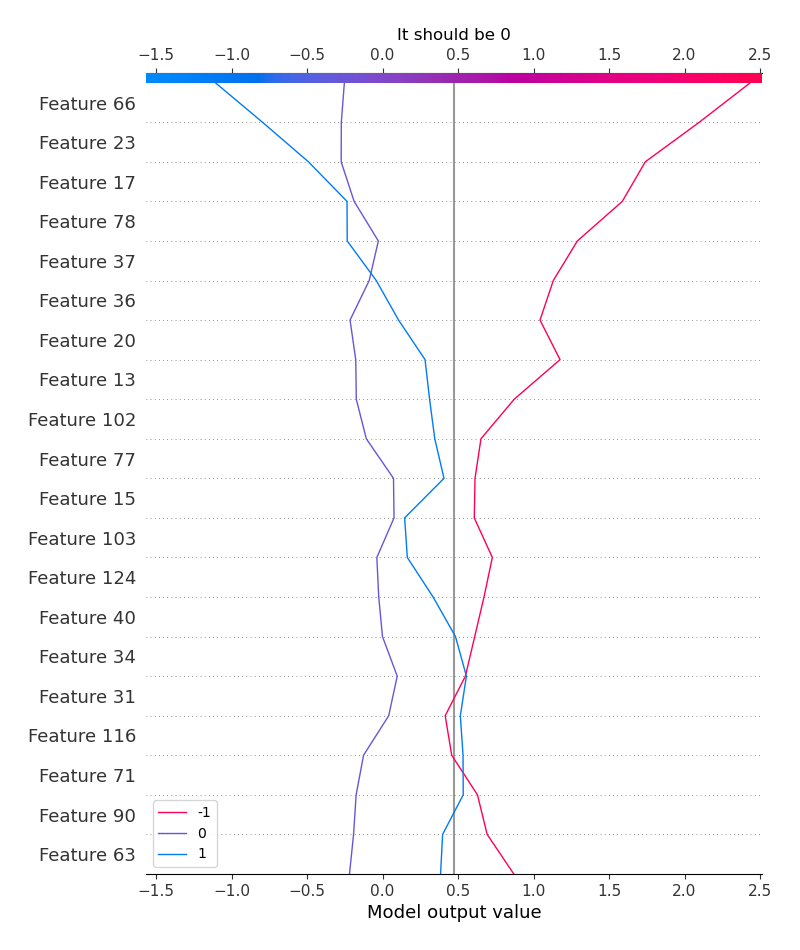 It should be 0
−1.5 −1.0 −0.5 0.0 0.5 1.0 1.5 2.0 2.5
Feature 66
Feature 23
Feature 17
Feature 78
Feature 37
Feature 36
Feature 20
Feature 13
Feature 102
Feature 77
Feature 15
Feature 103
Feature 124
Feature 40
Feature 34
Feature 31
Feature 116
Feature 71
Feature 90
Feature 63
-1
0
1
−1.5 −1.0 −0.5 0.0 0.5 1.0 1.5 2.0 2.5
Model output value